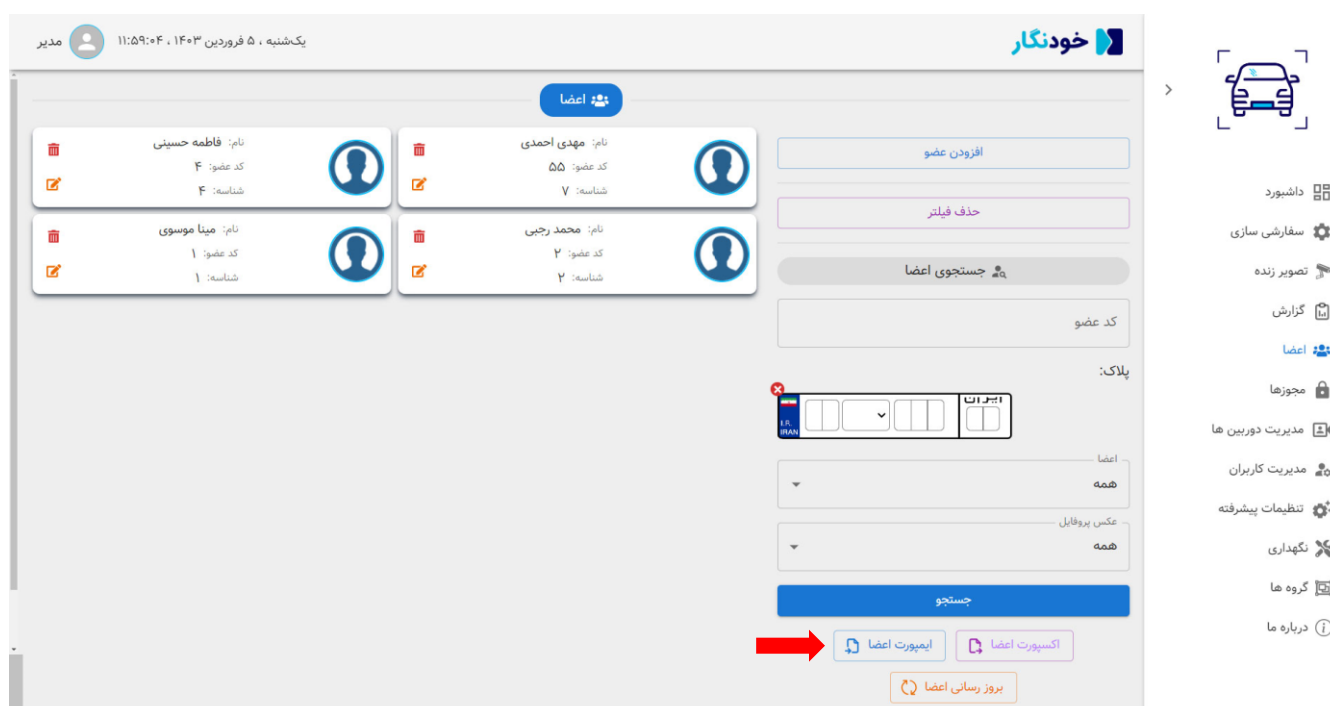 خودنگار
یک‌شنبه ، ۵ فروردین ۱۴۰۳ ، ۱۱:۵۹:۰۴
مدیر
داشبورد
سفارشی سازی
تصویر زنده
گزارش
اعضا
مجوزها
مدیریت دوربین ها
مدیریت کاربران
تنظیمات پیشرفته
نگهداری
گروه ها
درباره ما
اعضا
افزودن عضو
حذف فیلتر
جستجوی اعضا
کد عضو
پلاک:
ایران
I.R.
IRAN
اعضا
همه
عکس پروفایل
همه
جستجو
اکسپورت اعضا
ایمپورت اعضا
بروز رسانی اعضا
نام: مهدی احمدی
کد عضو: ۵۵
شناسه: ۷
نام: فاطمه حسینی
کد عضو: ۴
شناسه: ۴
نام: محمد رجبی
کد عضو: ۲
شناسه: ۲
نام: مینا موسوی
کد عضو: ۱
شناسه: ۱